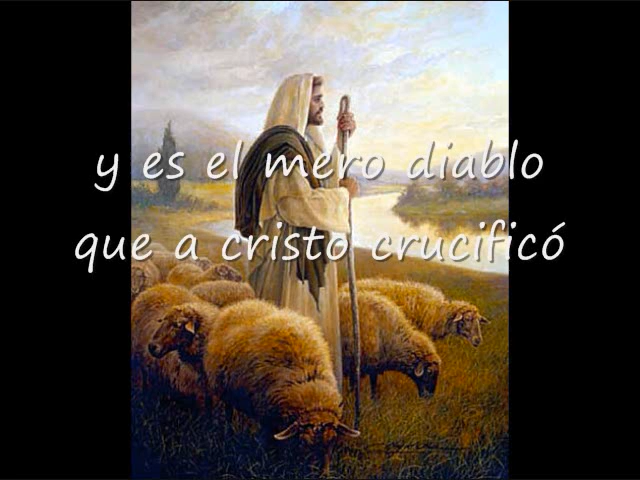 y es el mero diablo
que a cristo crucificó